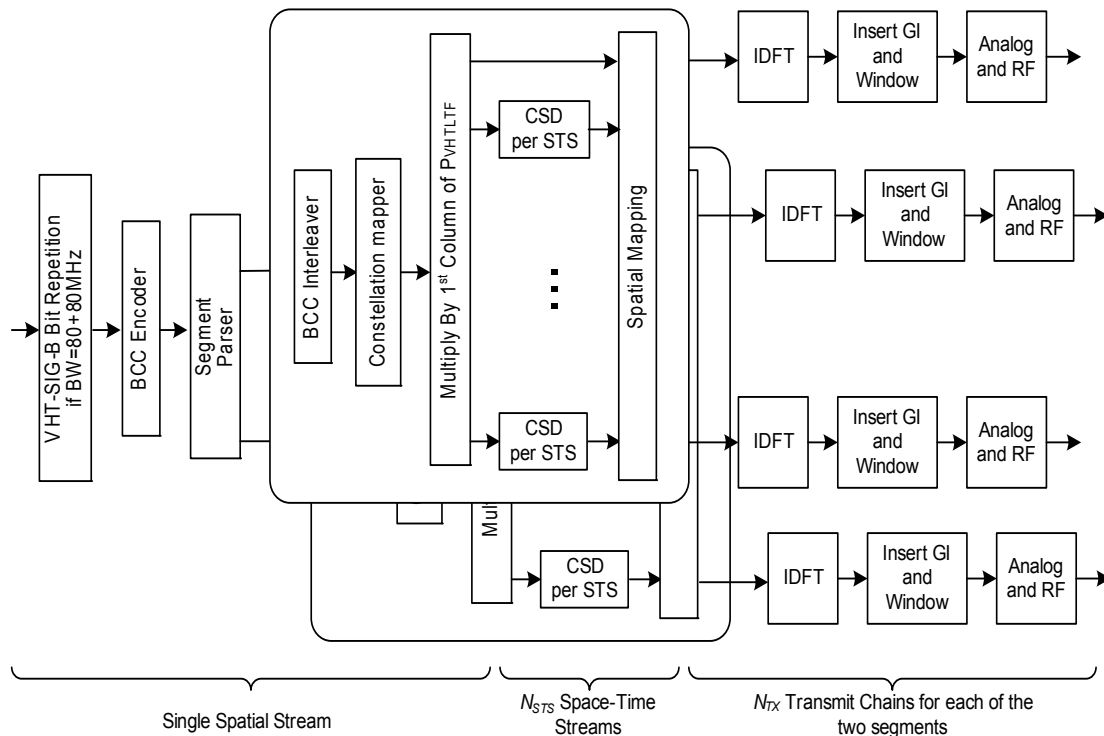 VHT-SIG-B Bit Repetition
if BW=80+80MHz
BCC Encoder
Segment
Parser
BCC Interleaver
Constellation mapper
Multiply By 1st Column of PVHTLTF
CSD
per STS
CSD
per STS
Spatial Mapping
IDFT
Insert GI
and
Window
Analog
and RF
IDFT
Insert GI
and
Window
Analog
and RF
IDFT
Insert GI
and
Window
Analog
and RF
Mul
CSD
per STS
IDFT
Insert GI
and
Window
Analog
and RF
Single Spatial Stream
NSTS Space-Time
Streams
NTX Transmit Chains for each of the
two segments